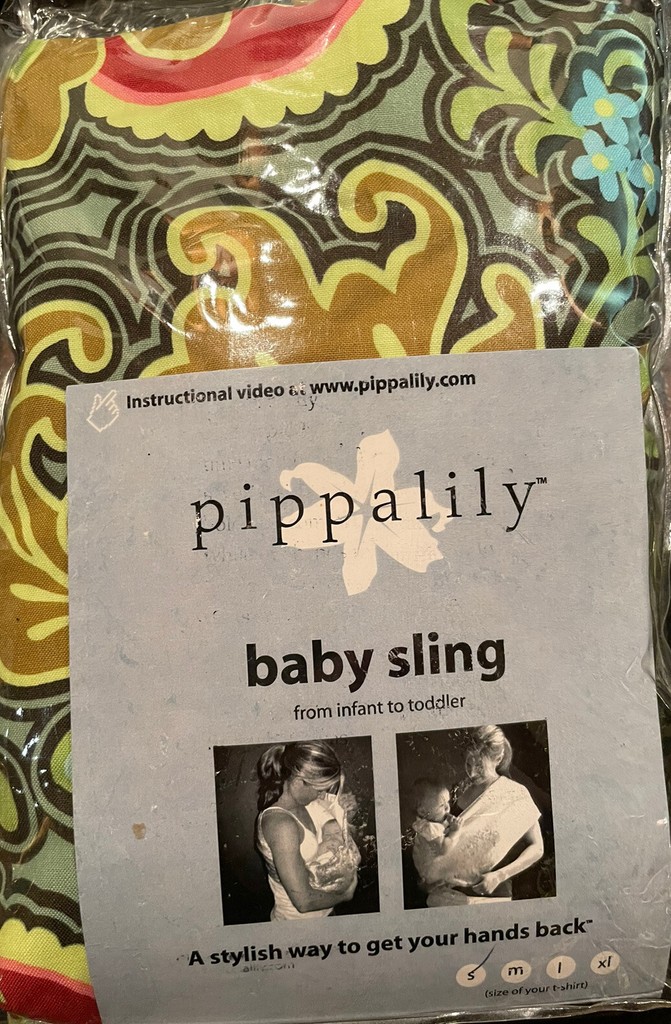 Instructional video at www.pippalily.com
pippalily™
baby sling
from infant to toddler
A stylish way to get your hands back™
s m l xl
(size of your t-shirt)